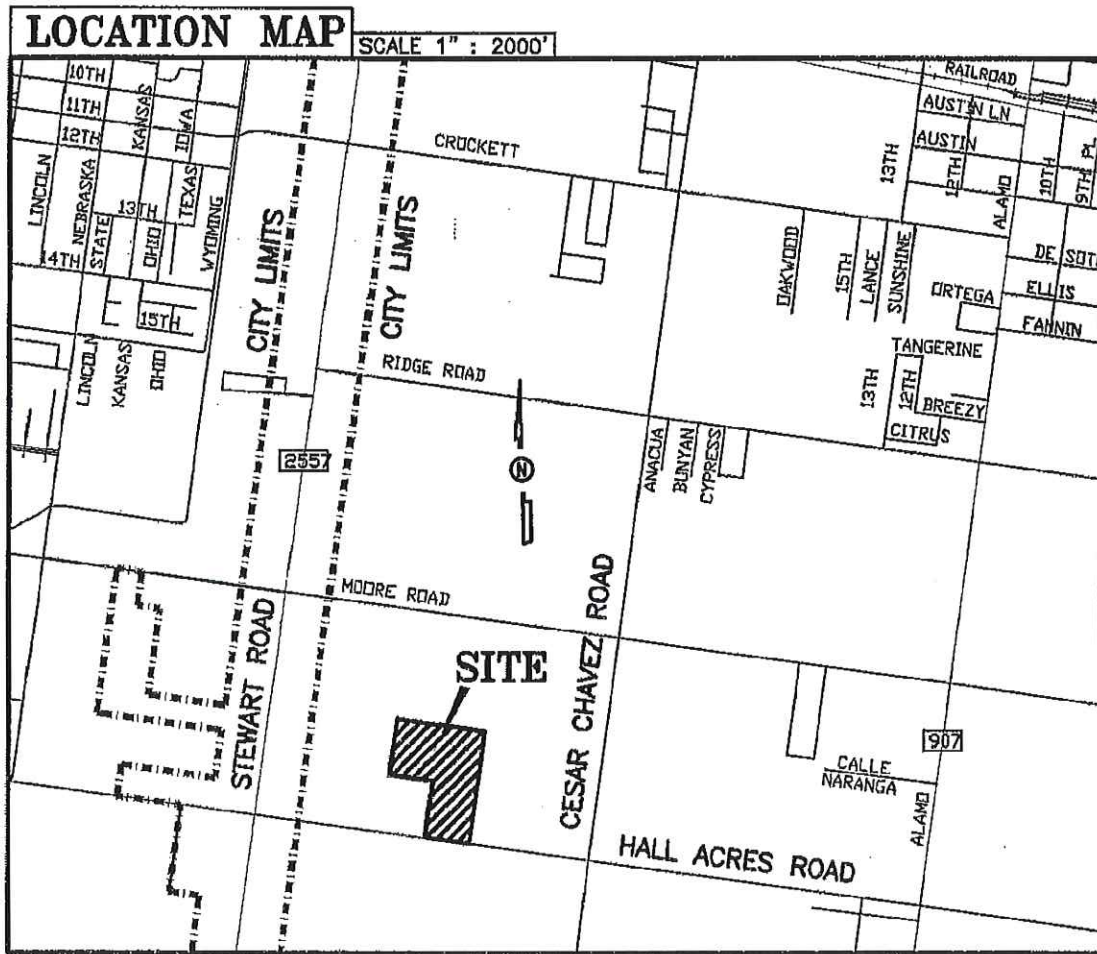 LOCATION MAP
SCALE 1" : 2000'
10TH
11TH
12TH
KANSAS
IOWA
LINCOLN
NEBRASKA
STATE
13TH
OHIO
TEXAS
WYOMING
14TH
15TH
LINCOLN
KANSAS
OHIO
CITY LIMITS
CITY LIMITS
CROCKETT
RAILROAD
AUSTIN LN
AUSTIN
13TH
12TH
ALAMO
10TH
9TH
PL
OAKWOOD
15TH
LANCE
SUNSHINE
DE SOTO
ELLIS
ORTEGA
FANNIN
TANGERINE
13TH
12TH
BREEZY
CITRUS
RIDGE ROAD
2557
N
ANACUA
BUNYAN
CYPRESS
MOORE ROAD
STEWART ROAD
CESAR CHAVEZ ROAD
SITE
907
CALLE
NARANGA
ALAMO
HALL ACRES ROAD